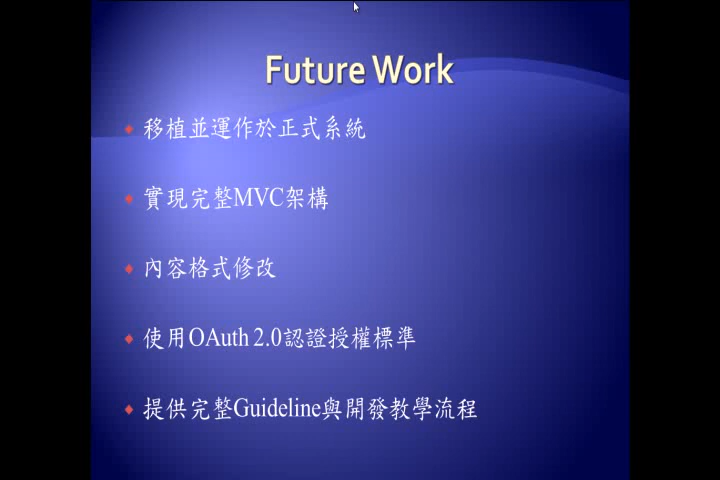 Future Work
移植並運作於正式系統
實現完整MVC架構
內容格式修改
使用OAuth 2.0認證授權標準
提供完整Guideline與開發教學流程